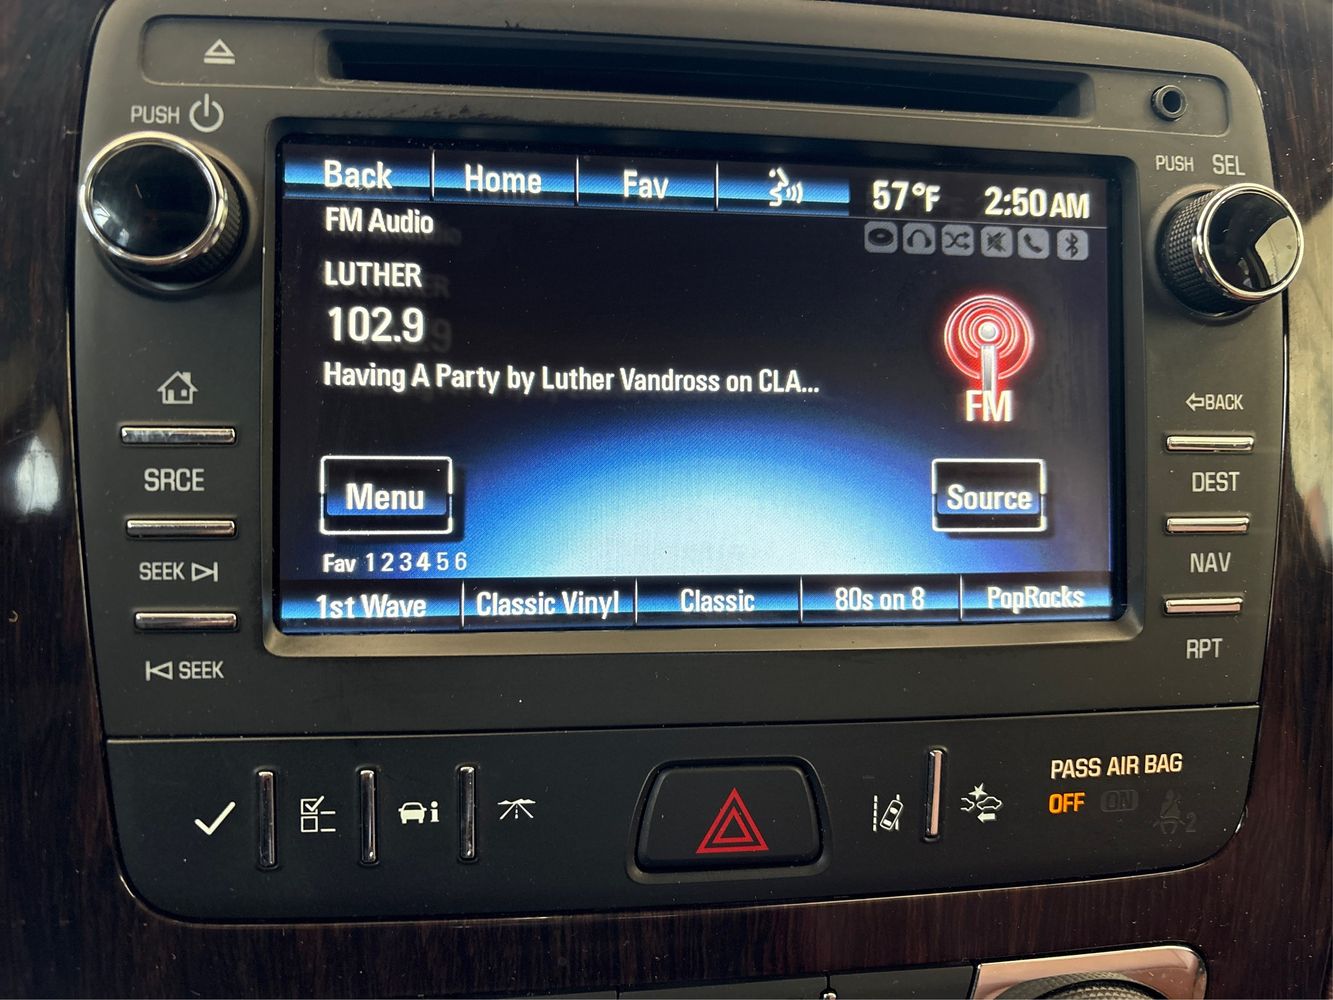 PUSH
PUSH SEL
Back Home Fav 57°F 2:50 AM
FM Audio
LUTHER
102.9
Having A Party by Luther Vandross on CLA...
FM
Menu Source
Fav 1 2 3 4 5 6
1st Wave Classic Vinyl Classic 80s on 8 PopRocks
SRCE
SEEK
SEEK
BACK
DEST
NAV
RPT
i
PASS AIR BAG
OFF ON
2